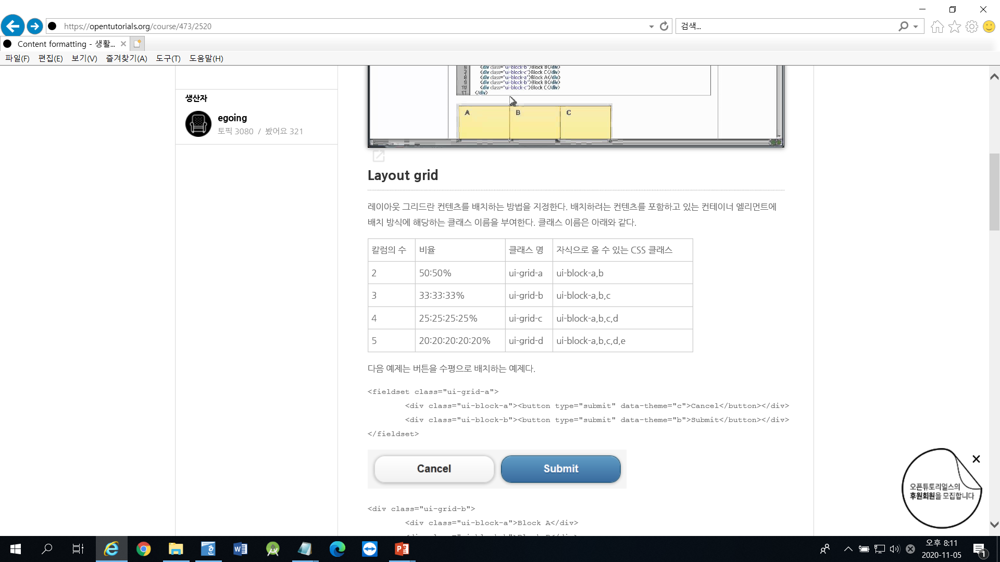 https://opentutorials.org/course/473/2520
검색...
Content formatting - 생활...
파일(F) 편집(E) 보기(V) 즐겨찾기(A) 도구(T) 도움말(H)
생산자
egoing
토픽 3080 / 봤어요 321
<div class="ui-block-b">Block B</div>
7 <div class="ui-block-c">Block C</div>
8 <div class="ui-block-a">Block A</div>
9 <div class="ui-block-b">Block B</div>
10 <div class="ui-block-c">Block C</div>
11 </div>
A B C
Layout grid
레이아웃 그리드란 컨텐츠를 배치하는 방법을 지정한다. 배치하려는 컨텐츠를 포함하고 있는 컨테이너 엘리먼트에
배치 방식에 해당하는 클래스 이름을 부여한다. 클래스 이름은 아래와 같다.
칼럼의 수 비율 클래스 명 자식으로 올 수 있는 CSS 클래스
2 50:50% ui-grid-a ui-block-a,b
3 33:33:33% ui-grid-b ui-block-a,b,c
4 25:25:25:25% ui-grid-c ui-block-a,b,c,d
5 20:20:20:20:20% ui-grid-d ui-block-a,b,c,d,e
다음 예제는 버튼을 수평으로 배치하는 예제다.
<fieldset class="ui-grid-a">
<div class="ui-block-a"><button type="submit" data-theme="c">Cancel</button></div>
<div class="ui-block-b"><button type="submit" data-theme="b">Submit</button></div>
</fieldset>
Cancel Submit
<div class="ui-grid-b">
<div class="ui-block-a">Block A</div>
오픈튜토리얼스의
후원회원을 모집합니다
오후 8:11
2020-11-05
1